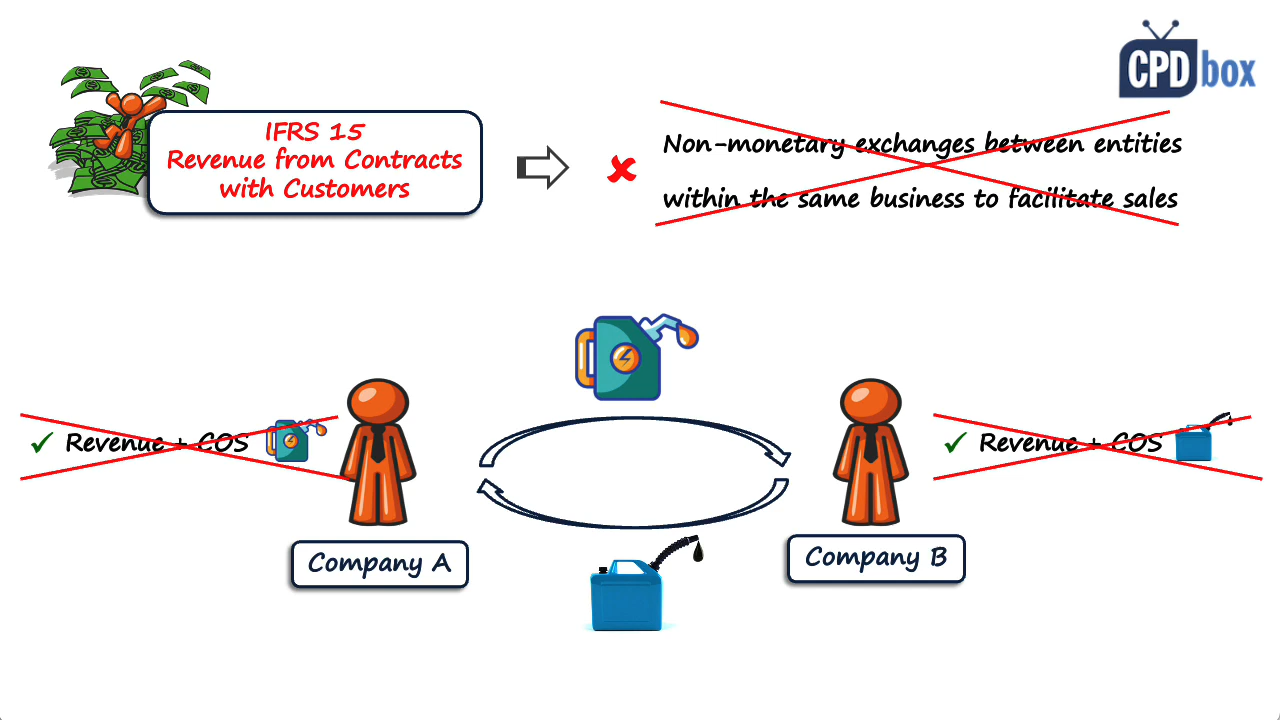 CPD box
IFRS 15
Revenue from Contracts
with Customers
Non-monetary exchanges between entities
within the same business to facilitate sales
Revenue + COS
Revenue + COS
Company A
Company B